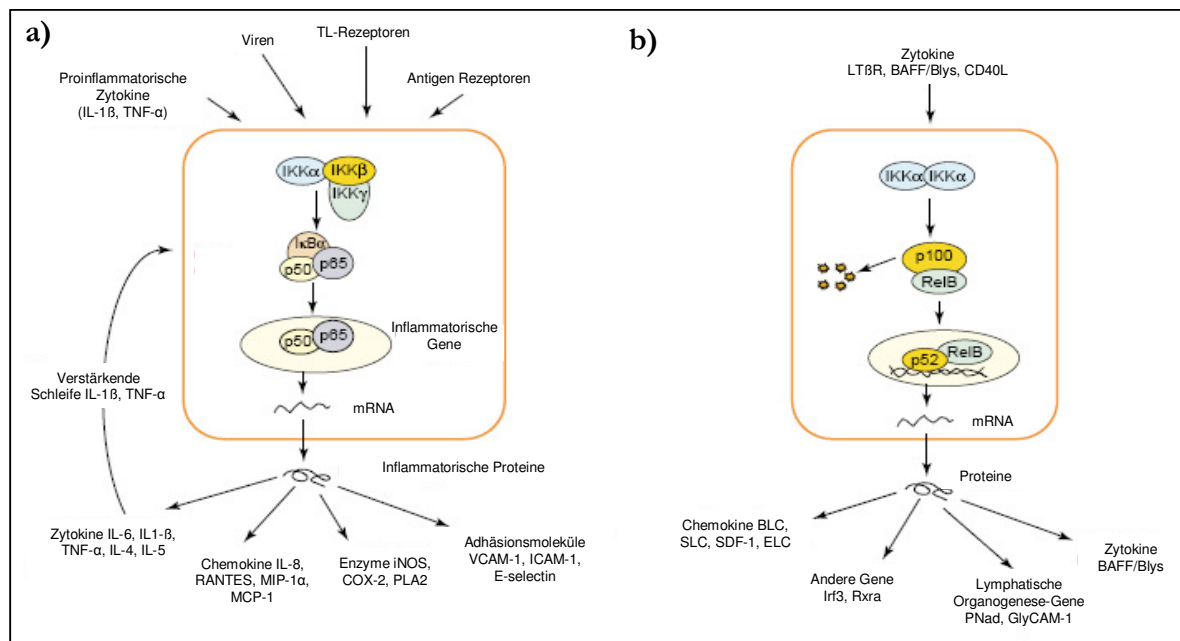 a)
Viren
TL-Rezeptoren
Proinflammatorische
Zytokine
(IL-1ß, TNF-α)
Antigen Rezeptoren
IKKα
IKKβ
IKKγ
IκBα
p50
p65
p50
p65
Inflammatorische
Gene
Verstärkende
Schleife IL-1ß, TNF-α
mRNA
Inflammatorische Proteine
Zytokine IL-6, IL1-ß,
TNF-α, IL-4, IL-5
Chemokine IL-8,
RANTES, MIP-1α,
MCP-1
Enzyme iNOS,
COX-2, PLA2
Adhäsionsmoleküle
VCAM-1, ICAM-1,
E-selectin
b)
Zytokine
LTßR, BAFF/Blys, CD40L
IKKα
IKKα
p100
RelB
p52
RelB
mRNA
Proteine
Chemokine BLC,
SLC, SDF-1, ELC
Andere Gene
Irf3, Rxra
Lymphatische
Organogenese-Gene
PNad, GlyCAM-1
Zytokine
BAFF/Blys